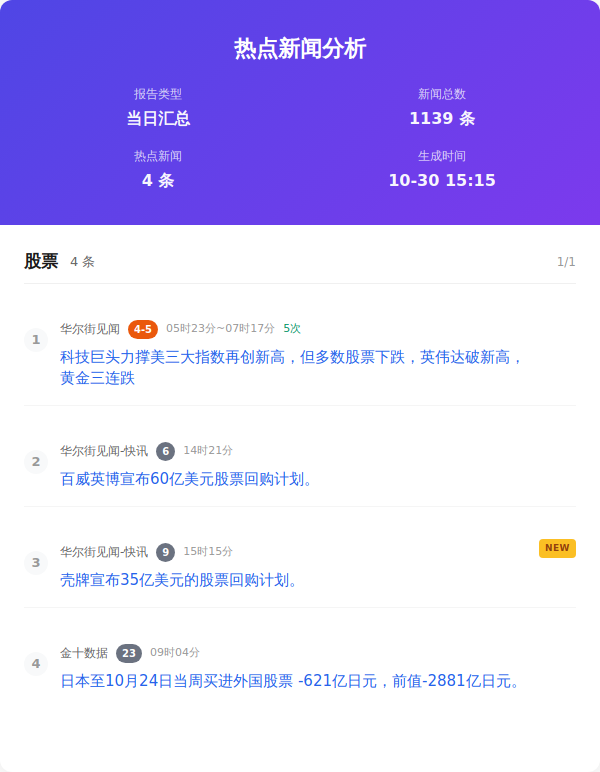 热点新闻分析
报告类型
新闻总数
当日汇总
1139 条
热点新闻
生成时间
4 条
10-30 15:15
股票 4 条 1/1
1 华尔街见闻 4-5 05时23分~07时17分 5次
科技巨头力撑美三大指数再创新高，但多数股票下跌，英伟达破新高，
黄金三连跌
2 华尔街见闻-快讯 6 14时21分
百威英博宣布60亿美元股票回购计划。
3 华尔街见闻-快讯 9 15时15分 NEW
壳牌宣布35亿美元的股票回购计划。
4 金十数据 23 09时04分
日本至10月24日当周买进外国股票 -621亿日元，前值-2881亿日元。